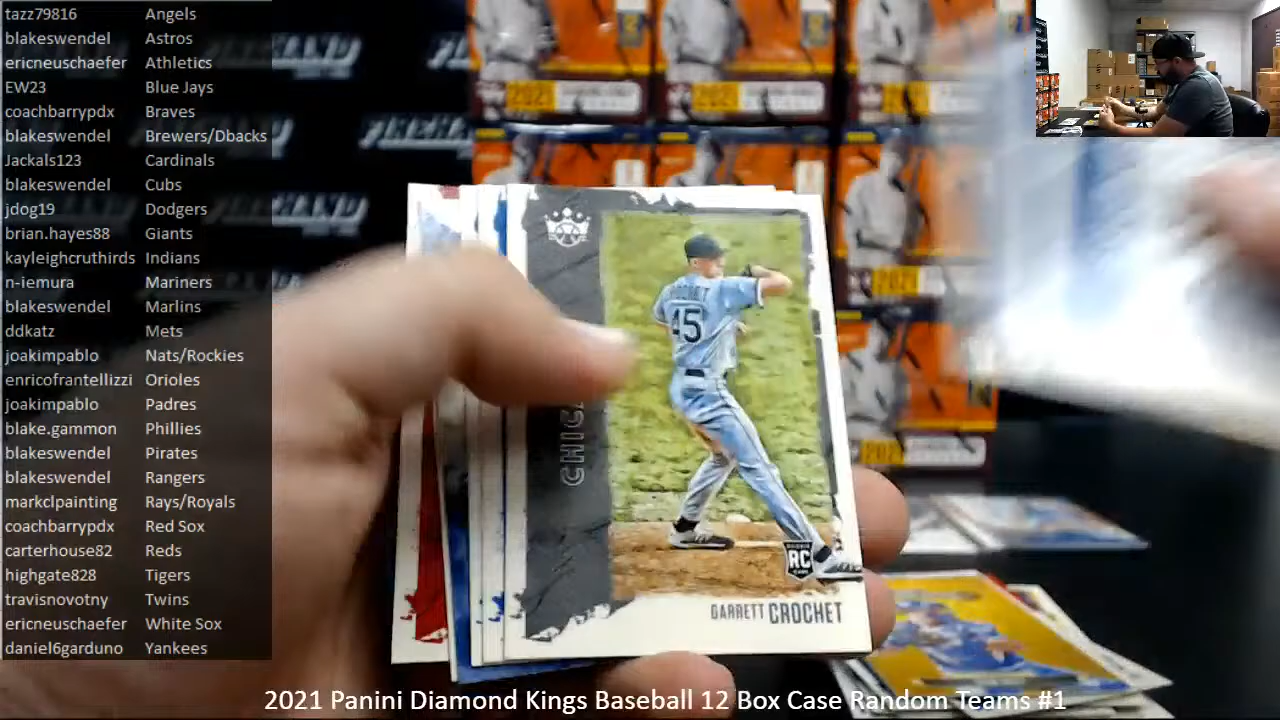 tazz79816 Angels
blakeswendel Astros
ericneuschaefer Athletics
EW23 Blue Jays
coachbarrypdx Braves
blakeswendel Brewers/Dbacks
Jackals123 Cardinals
blakeswendel Cubs
jdog19 Dodgers
brian.hayes88 Giants
kayleighcruthirds Indians
n-iemura Mariners
blakeswendel Marlins
ddkatz Mets
joakimpablo Nats/Rockies
enricofrantellizzi Orioles
joakimpablo Padres
blake.gammon Phillies
blakeswendel Pirates
blakeswendel Rangers
markclpainting Rays/Royals
coachbarrypdx Red Sox
carterhouse82 Reds
highgate828 Tigers
travisnovotny Twins
ericneuschaefer White Sox
daniel6garduno Yankees
2021
2021
2021
2021
45
RC
GARRETT CROCHET
2021 Panini Diamond Kings Baseball 12 Box Case Random Teams #1